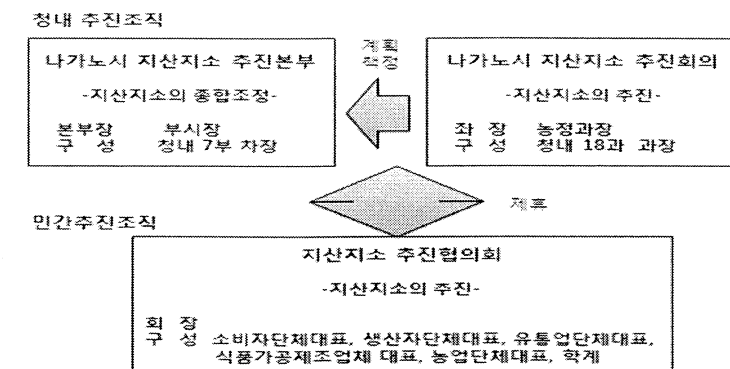 청내 추진조직
나가노시 지산지소 추진본부
-지산지소의 종합조정-
본부장 부시장
구 성 청내 7부 차장
계획
책정
나가노시 지산지소 추진회의
-지산지소의 추진-
좌 장 농정과장
구 성 청내 18과 과장
제휴
민간추진조직
지산지소 추진협의회
-지산지소의 추진-
회 장
구 성 소비자단체대표, 생산자단체대표, 유통업단체대표,
식품가공제조업체 대표, 농업단체대표, 학계